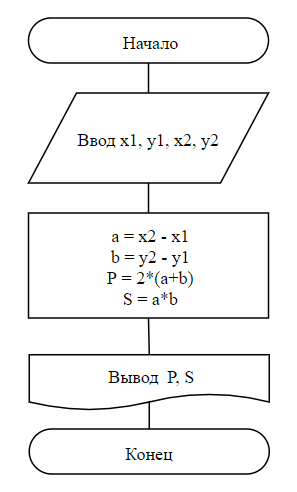 Начало
Ввод x1, y1, x2, y2
a = x2 - x1
b = y2 - y1
P = 2*(a+b)
S = a*b
Вывод P, S
Конец